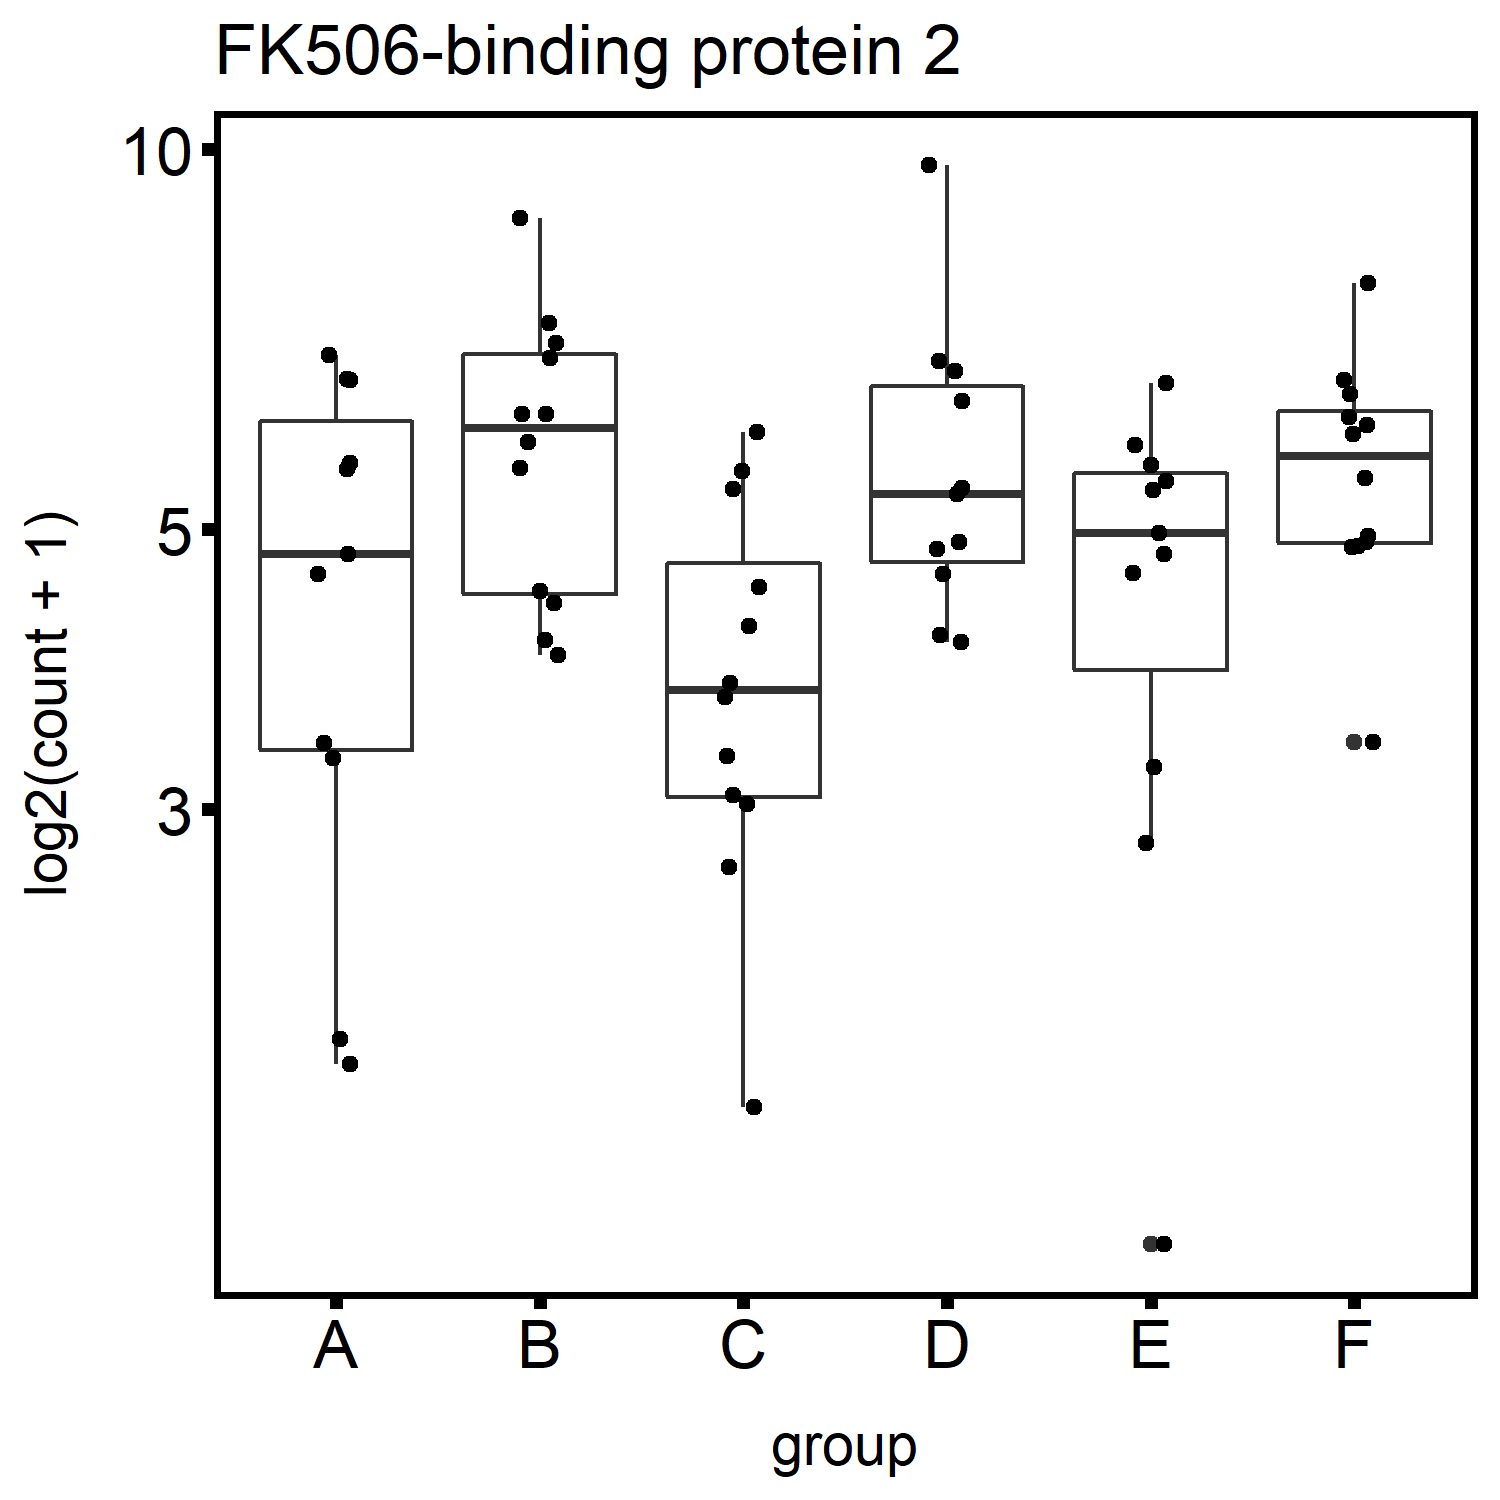 FK506-binding protein 2
10
5
3
log2(count + 1)
A B C D E F
group